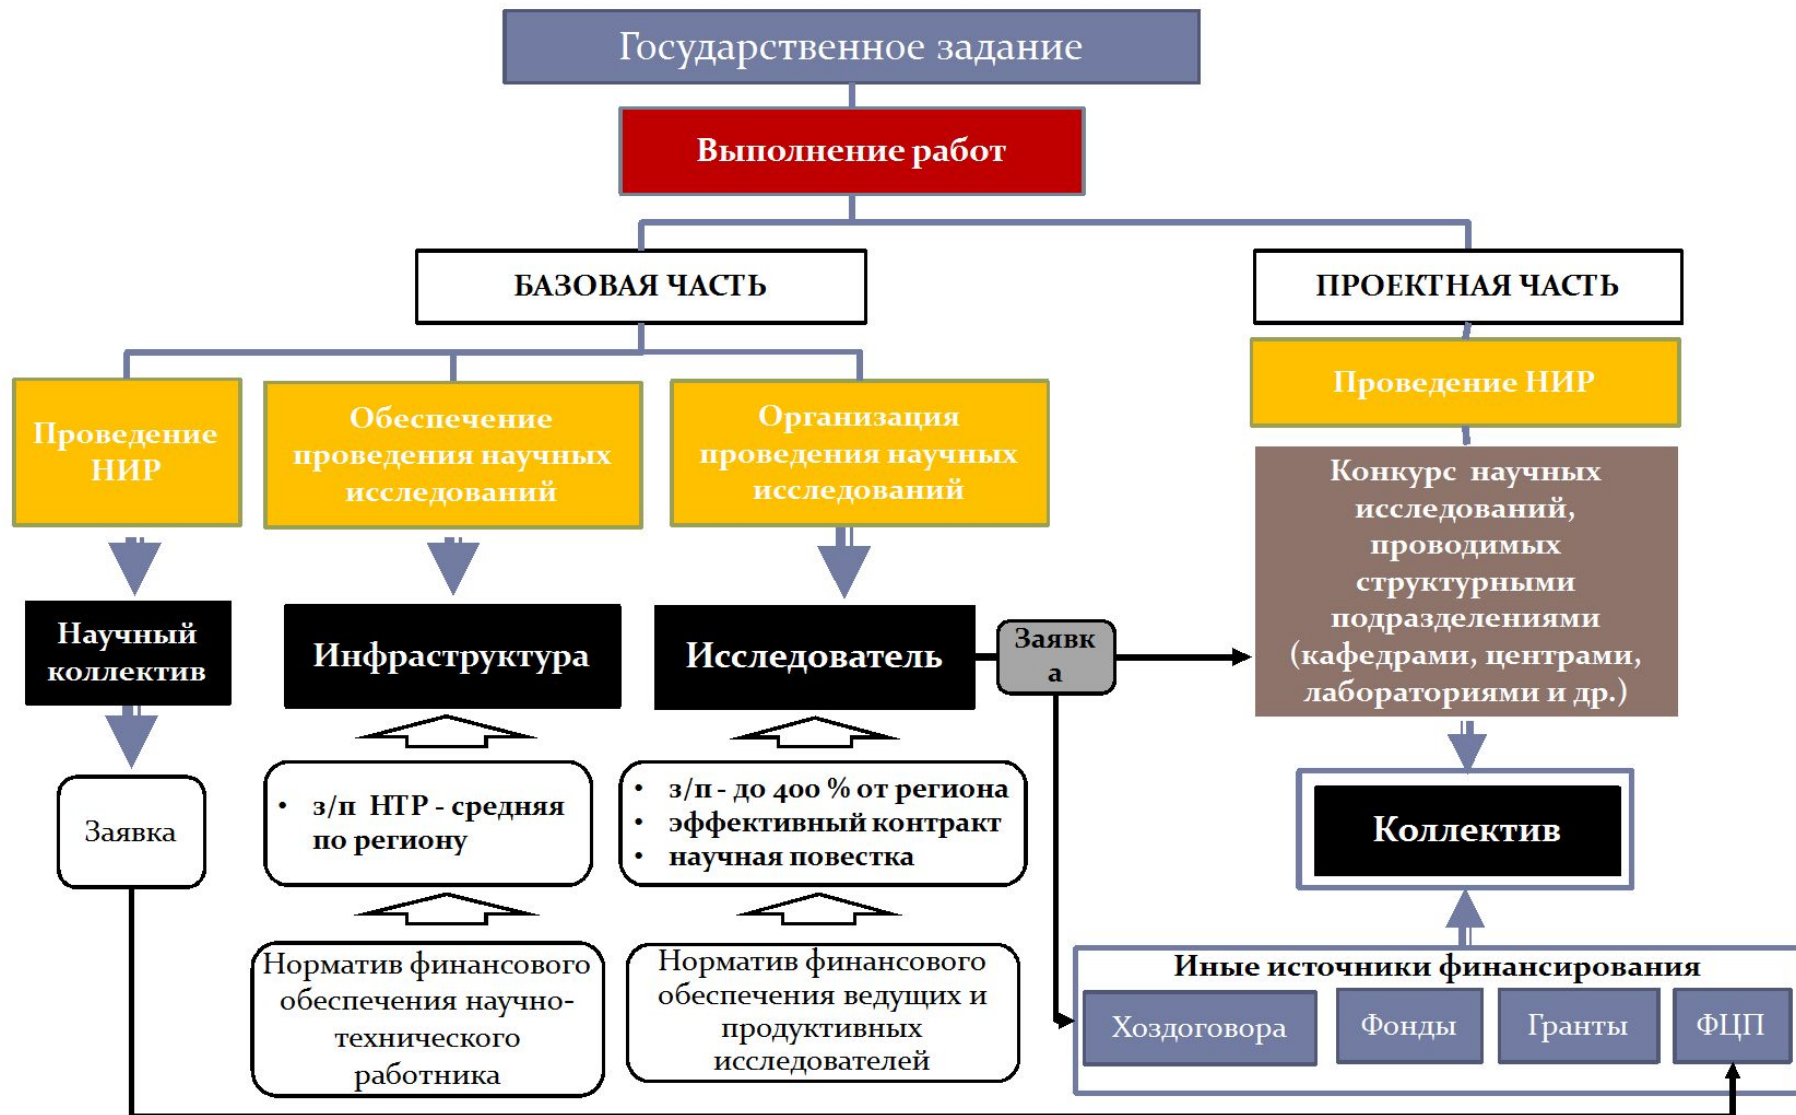 Государственное задание
Выполнение работ
БАЗОВАЯ ЧАСТЬ
ПРОЕКТНАЯ ЧАСТЬ
Проведение
НИР
Обеспечение
проведения научных
исследований
Организация
проведения научных
исследований
Проведение НИР
Конкурс научных
исследований,
проводимых
структурными
подразделениями
(кафедрами, центрами,
лабораториями и др.)
Научный
коллектив
Инфраструктура
Исследователь
Заявк
а
Заявка
• з/п НТР - средняя
по региону
• з/п - до 400 % от региона
• эффективный контракт
• научная повестка
Коллектив
Норматив финансового
обеспечения научно-
технического
работника
Норматив финансового
обеспечения ведущих и
продуктивных
исследователей
Иные источники финансирования
Хоздоговора
Фонды
Гранты
ФЦП